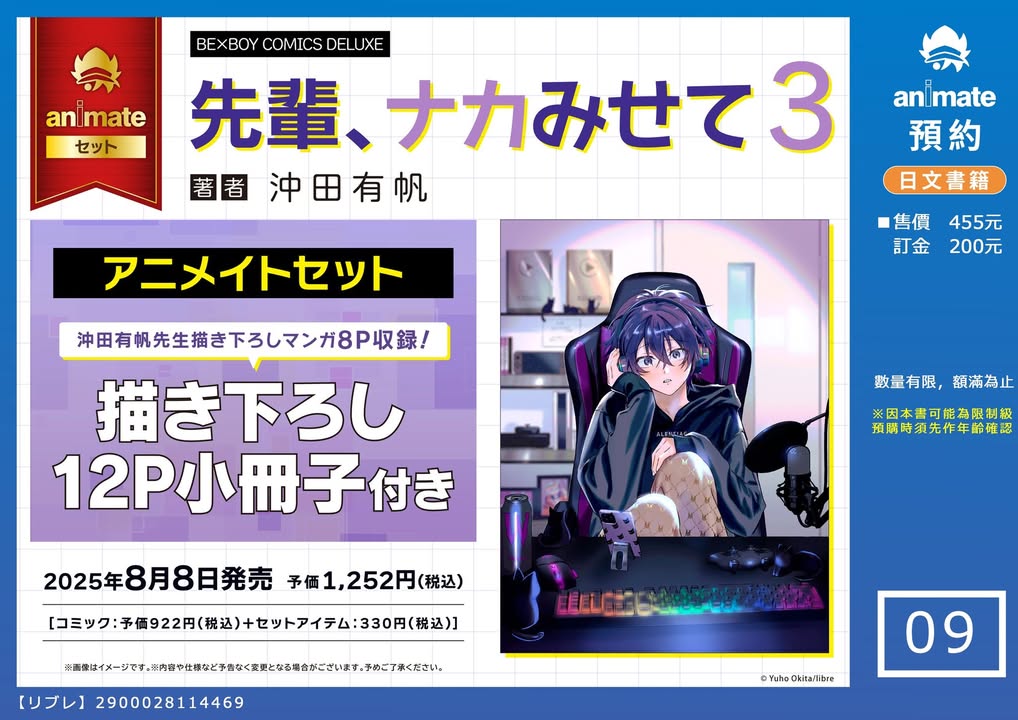 animate
セット
BE×BOY COMICS DELUXE
先輩、ナカみせて3
著者 沖田有帆
アニメイトセット
沖田有帆先生描き下ろしマンガ8P収録!
描き下ろし
12P小冊子付き
2025年8月8日発売 予価1,252円(税込)
[コミック:予価922円(税込)+セットアイテム:330円(税込)]
※画像はイメージです。※内容や仕様など予告なく変更となる場合がございます。予めご了承ください。
© Yuho Okita/libre
【リブレ】2900028114469
animate
預約
日文書籍
■售價 455元
訂金 200元
數量有限，額滿為止
※因本書可能為限制級
預購時須先作年齡確認
09